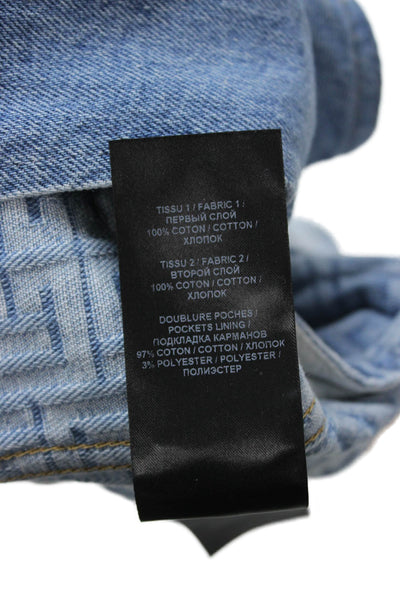 TISSU 1 / FABRIC 1 :
ПЕРВЫЙ СЛОЙ
100% COTON / COTTON /
ХЛОПОК
TISSU 2 / FABRIC 2 /
ВТОРОЙ СЛОЙ
100% COTON / COTTON /
ХЛОПОК
DOUBLURE POCHES /
POCKETS LINING /
ПОДКЛАДКА КАРМАНОВ
97% COTON / COTTON / ХЛОПОК
3% POLYESTER / POLYESTER /
ПОЛИЭСТЕР